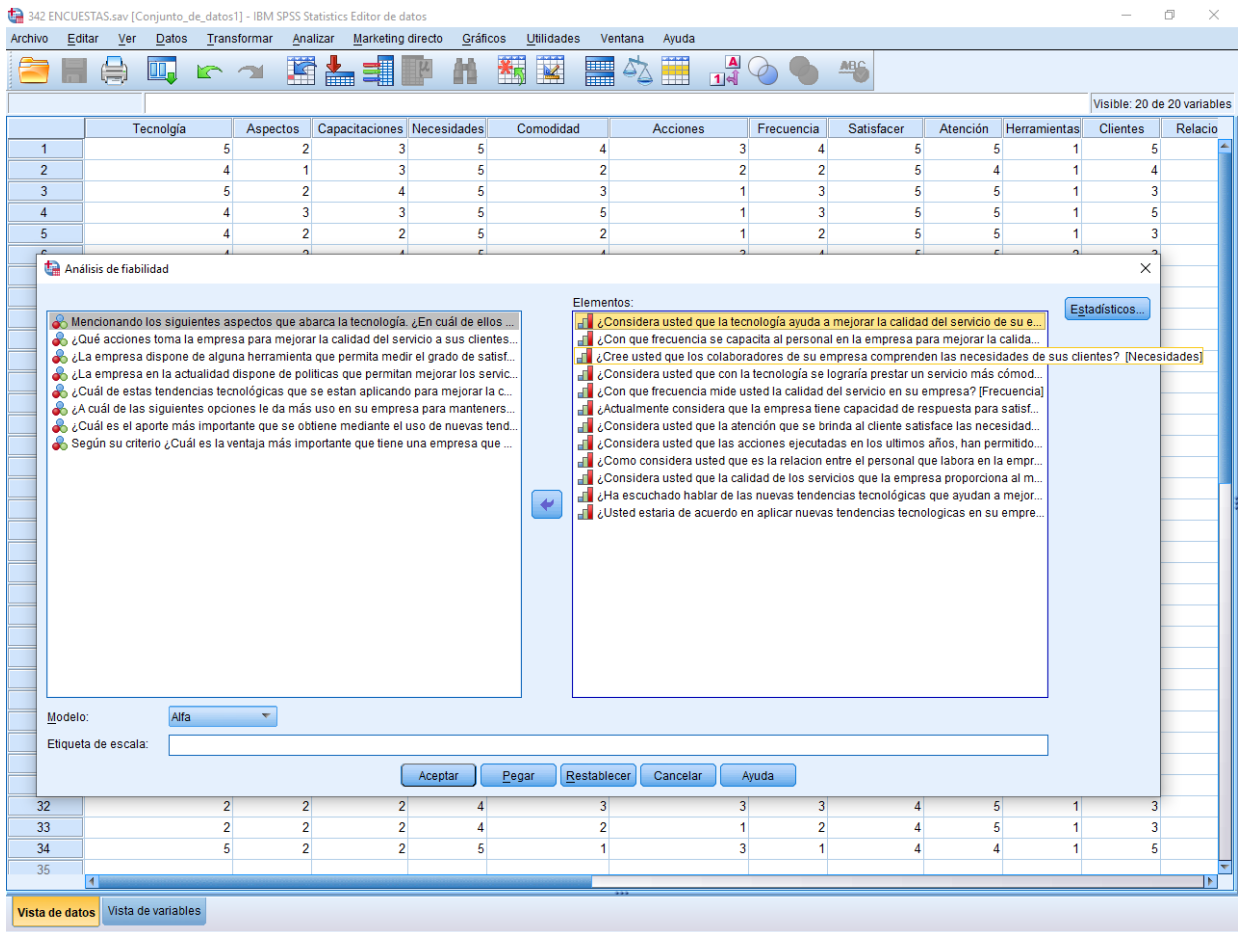 342 ENCUESTAS.sav [Conjunto_de_datos1] - IBM SPSS Statistics Editor de datos
Archivo Editar Ver Datos Transformar Analizar Marketing directo Gráficos Utilidades Ventana Ayuda
Visible: 20 de 20 variables
Tecnolgía Aspectos Capacitaciones Necesidades Comodidad Acciones Frecuencia Satisfacer Atención Herramientas Clientes Relacio
1 5 2 3 5 4 3 4 5 5 1 5
2 4 1 3 5 2 2 2 5 4 1 4
3 5 2 4 5 3 1 3 5 5 1 3
4 4 3 3 5 5 1 3 5 5 1 5
5 4 2 2 5 2 1 2 5 5 1 3
Análisis de fiabilidad
Elementos:
Estadísticos...
Mencionando los siguientes aspectos que abarca la tecnología. ¿En cuál de ellos ...
¿Qué acciones toma la empresa para mejorar la calidad del servicio a sus clientes...
¿La empresa dispone de alguna herramienta que permita medir el grado de satisf...
¿La empresa en la actualidad dispone de politicas que permitan mejorar los servic...
¿Cuál de estas tendencias tecnológicas que se estan aplicando para mejorar la c...
¿A cuál de las siguientes opciones le da más uso en su empresa para manteners...
¿Cuál es el aporte más importante que se obtiene mediante el uso de nuevas tend...
Según su criterio ¿Cuál es la ventaja más importante que tiene una empresa que ...
¿Considera usted que la tecnología ayuda a mejorar la calidad del servicio de su e...
¿Con que frecuencia se capacita al personal en la empresa para mejorar la calida...
¿Cree usted que los colaboradores de su empresa comprenden las necesidades de sus clientes? [Necesidades]
¿Considera usted que con la tecnología se lograría prestar un servicio más cómod...
¿Con que frecuencia mide usted la calidad del servicio en su empresa? [Frecuencia]
¿Actualmente considera que la empresa tiene capacidad de respuesta para satisf...
¿Considera usted que la atención que se brinda al cliente satisface las necesidad...
¿Considera usted que las acciones ejecutadas en los ultimos años, han permitido...
¿Como considera usted que es la relacion entre el personal que labora en la empr...
¿Considera usted que la calidad de los servicios que la empresa proporciona al m...
¿Ha escuchado hablar de las nuevas tendencias tecnológicas que ayudan a mejor...
¿Usted estaria de acuerdo en aplicar nuevas tendencias tecnologicas en su empre...
Modelo: Alfa
Etiqueta de escala:
Aceptar Pegar Restablecer Cancelar Ayuda
32 2 2 2 4 3 3 3 4 5 1 3
33 2 2 2 4 2 1 2 4 5 1 3
34 5 2 2 5 1 3 1 4 4 1 5
35
Vista de datos Vista de variables